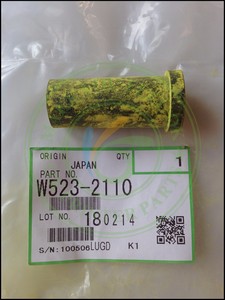 ORIGIN QTY
JAPAN 1
PART NO.
W523-2110
LOT NO. 180214
S/N:100506LUGD K1